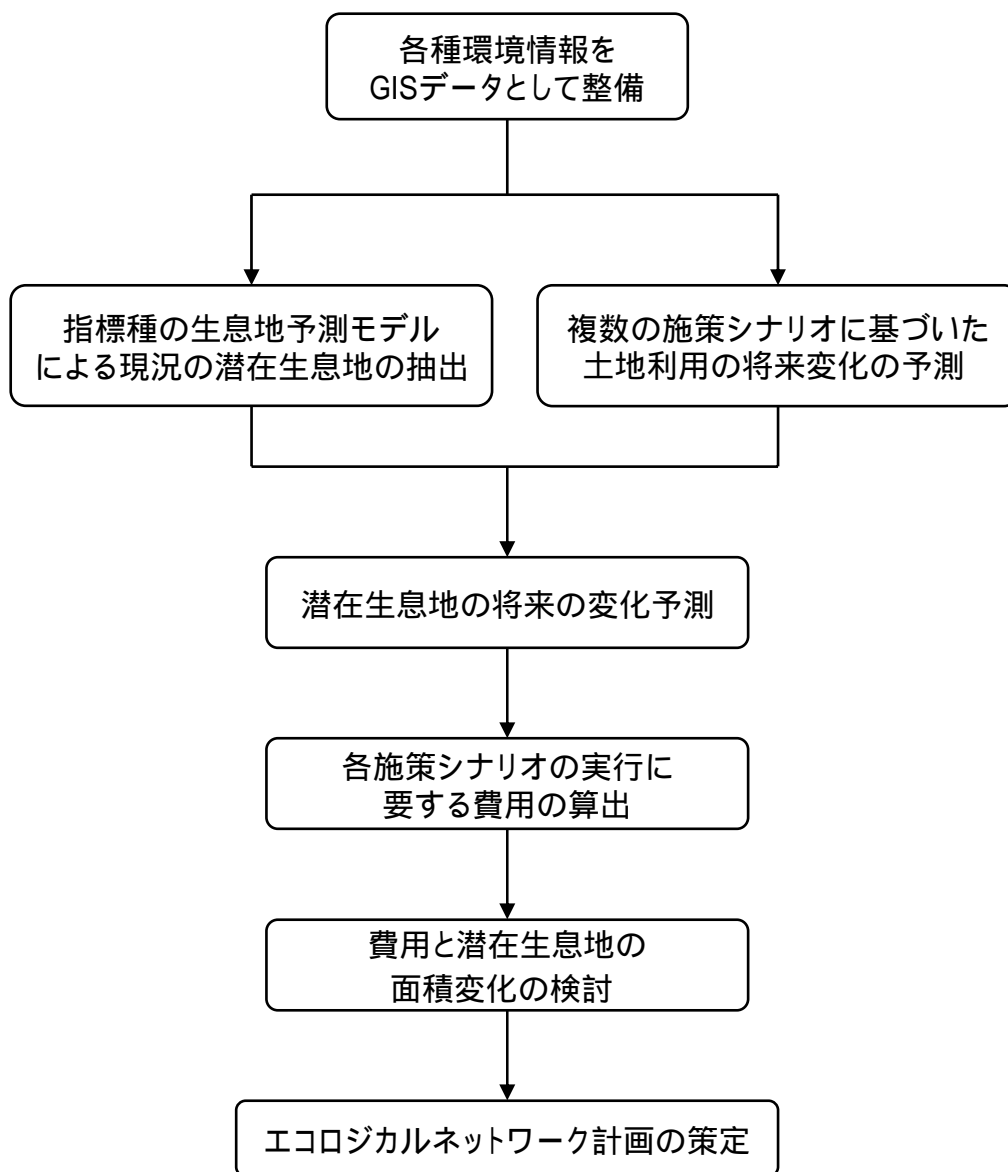 各種環境情報を
GISデータとして整備
指標種の生息地予測モデル
による現況の潜在生息地の抽出
複数の施策シナリオに基づいた
土地利用の将来変化の予測
潜在生息地の将来の変化予測
各施策シナリオの実行に
要する費用の算出
費用と潜在生息地の
面積変化の検討
エコロジカルネットワーク計画の策定